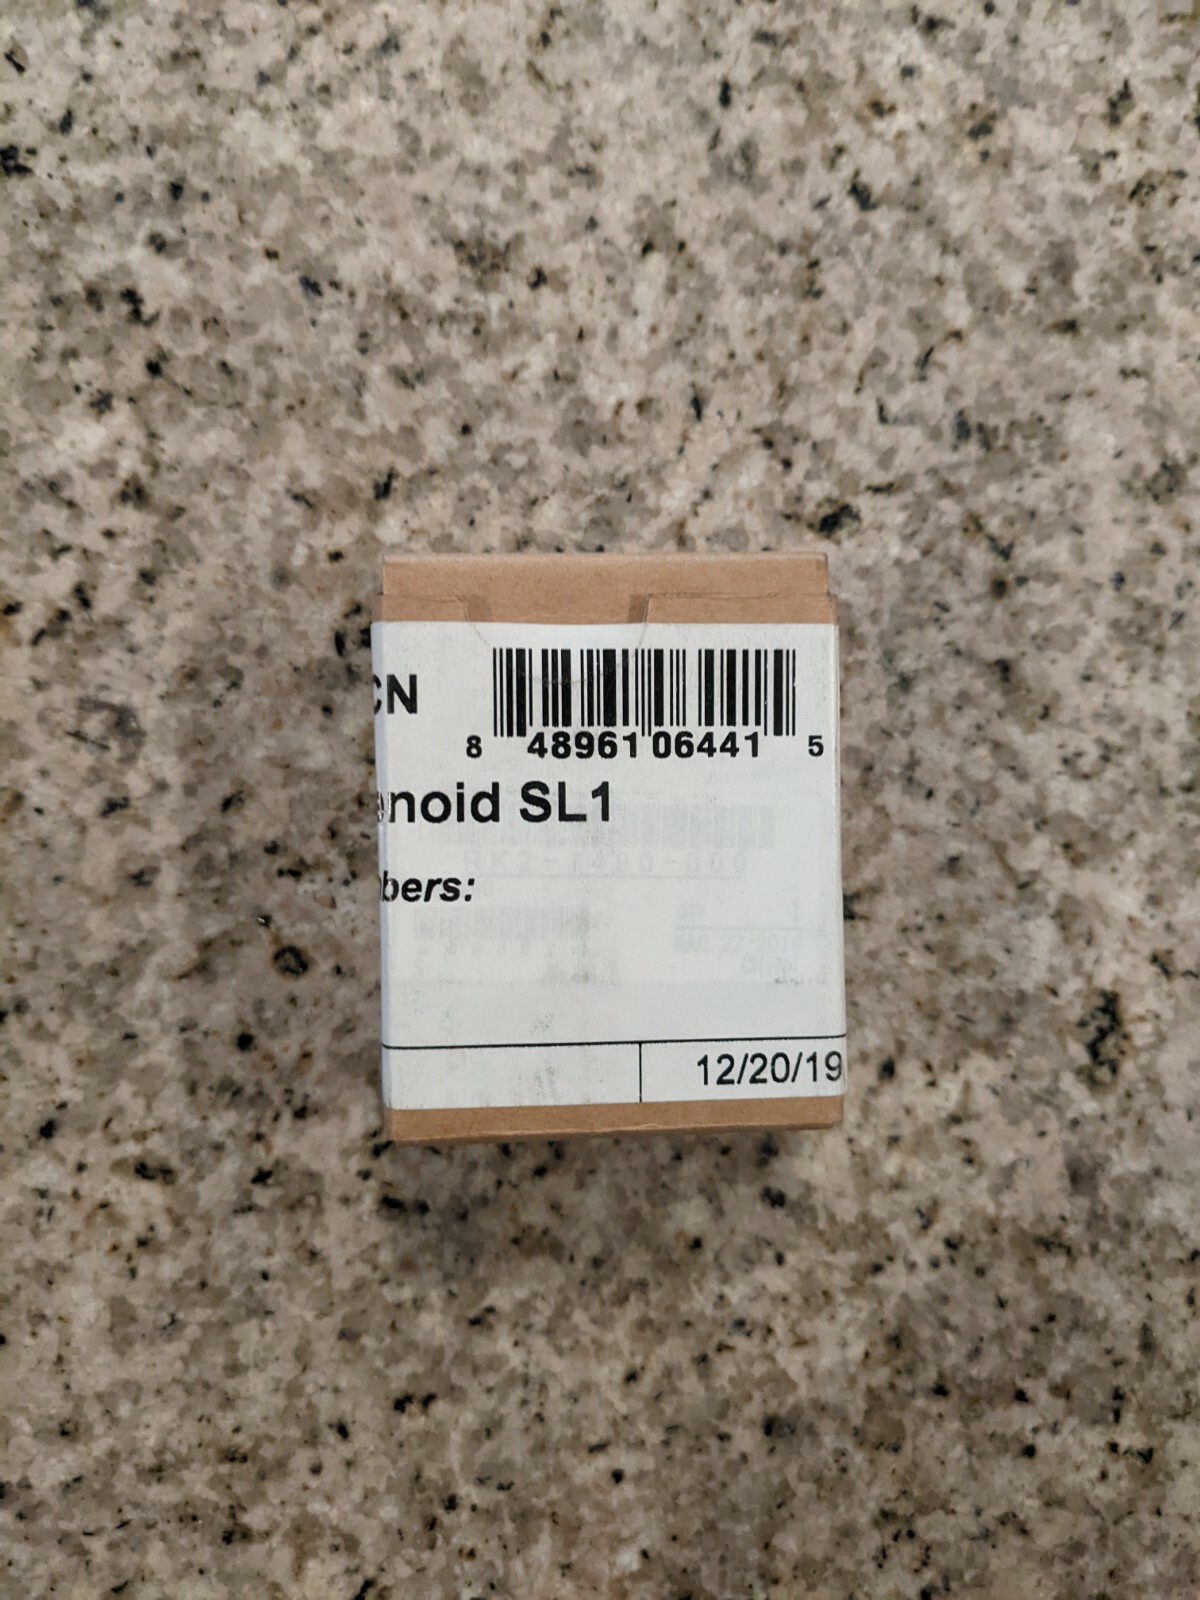 CN
8 48961 06441 5
enoid SL1
bers:
12/20/19